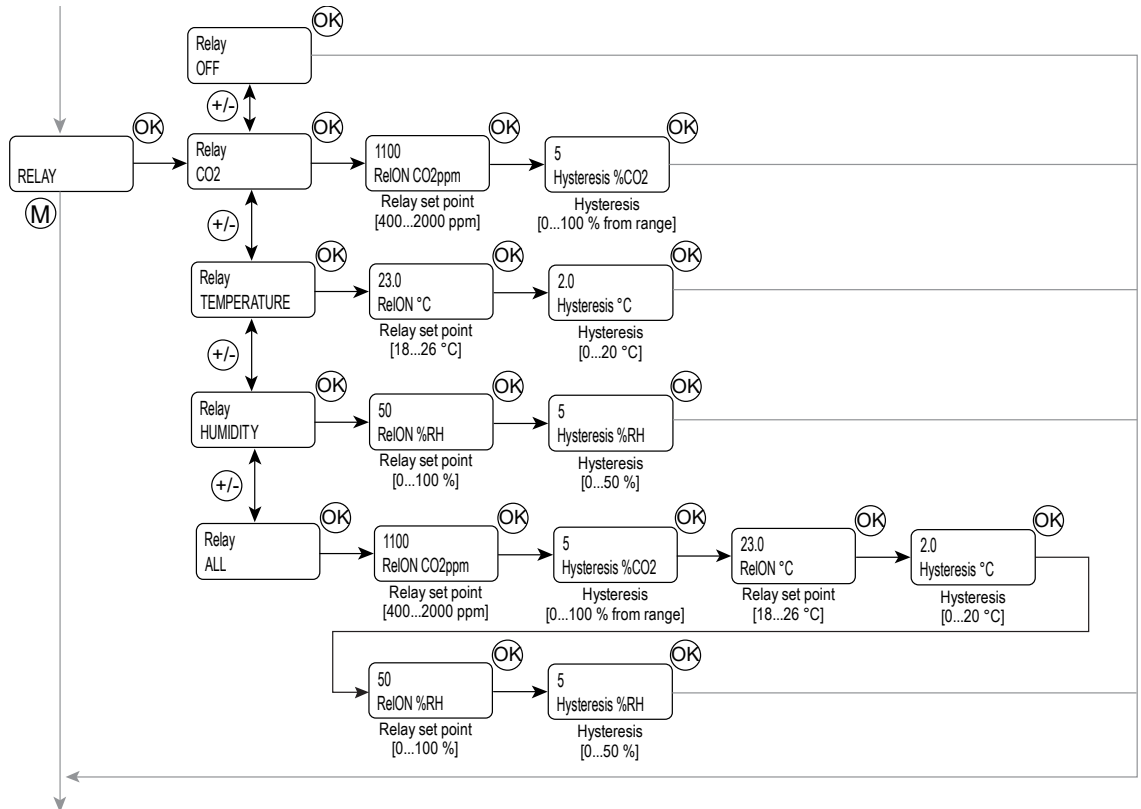 OK
Relay
OFF
+/-
OK
OK
OK
OK
RELAY
Relay
CO2
1100
RelON CO2ppm
5
Hysteresis %CO2
M
Relay set point
[400...2000 ppm]
Hysteresis
[0...100 % from range]
+/-
OK
OK
OK
Relay
TEMPERATURE
23.0
RelON °C
2.0
Hysteresis °C
Relay set point
[18...26 °C]
Hysteresis
[0...20 °C]
+/-
OK
OK
OK
Relay
HUMIDITY
50
RelON %RH
5
Hysteresis %RH
Relay set point
[0...100 %]
Hysteresis
[0...50 %]
+/-
OK
OK
OK
OK
OK
Relay
ALL
1100
RelON CO2ppm
5
Hysteresis %CO2
23.0
RelON °C
2.0
Hysteresis °C
Relay set point
[400...2000 ppm]
Hysteresis
[0...100 % from range]
Relay set point
[18...26 °C]
Hysteresis
[0...20 °C]
OK
OK
50
RelON %RH
5
Hysteresis %RH
Relay set point
[0...100 %]
Hysteresis
[0...50 %]